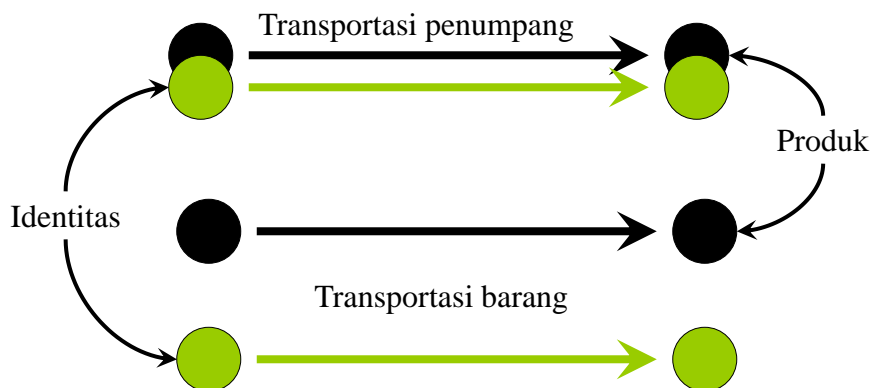 Transportasi penumpang
Produk
Identitas
Transportasi barang